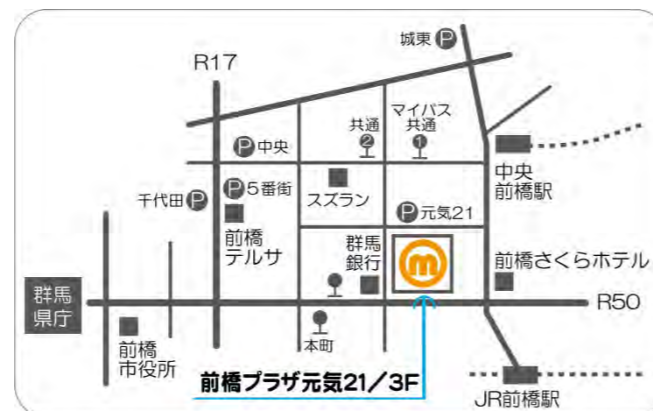 城東 P
R17
マイバス
共通 共通
2 1
P 中央
中央
前橋駅
スズラン
千代田 P
P 5番街
前橋
テルサ
P 元気21
群馬
銀行
m
前橋さくらホテル
群馬
県庁
R50
前橋
市役所
本町
前橋プラザ元気21/3F
JR前橋駅